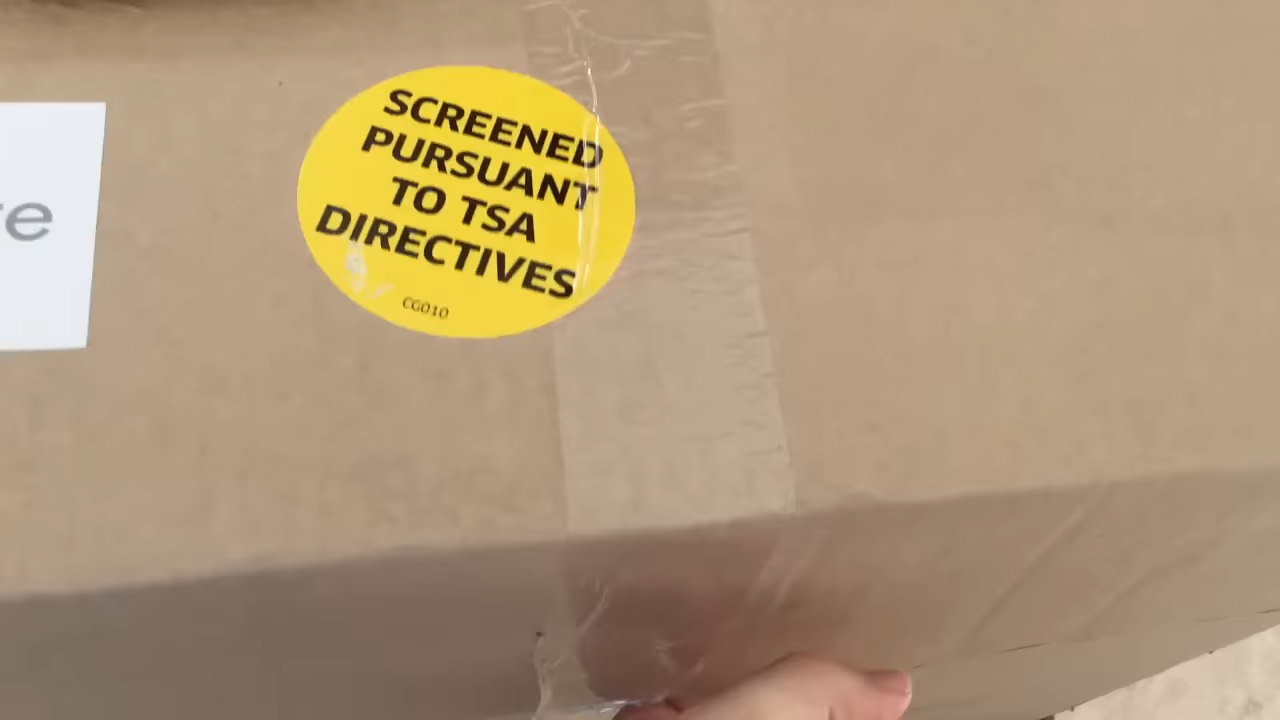 SCREENED
PURSUANT
TO TSA
DIRECTIVES
CG010